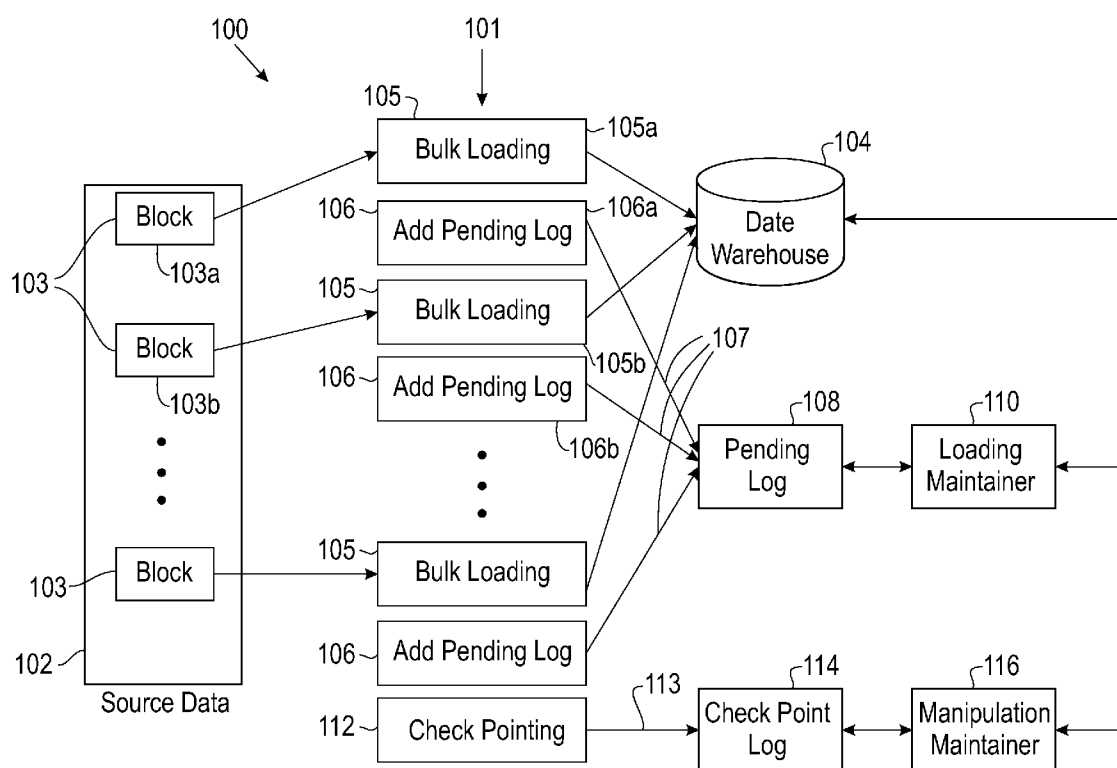 100
101
105
105a
Bulk Loading
104
Date
Warehouse
106
106a
Add Pending Log
Block
103a
103
105
Bulk Loading
105b
107
Block
103b
106
Add Pending Log
106b
108
Pending
Log
110
Loading
Maintainer
105
Bulk Loading
103
Block
102
106
Add Pending Log
Source Data
112
Check Pointing
113
114
Check Point
Log
116
Manipulation
Maintainer